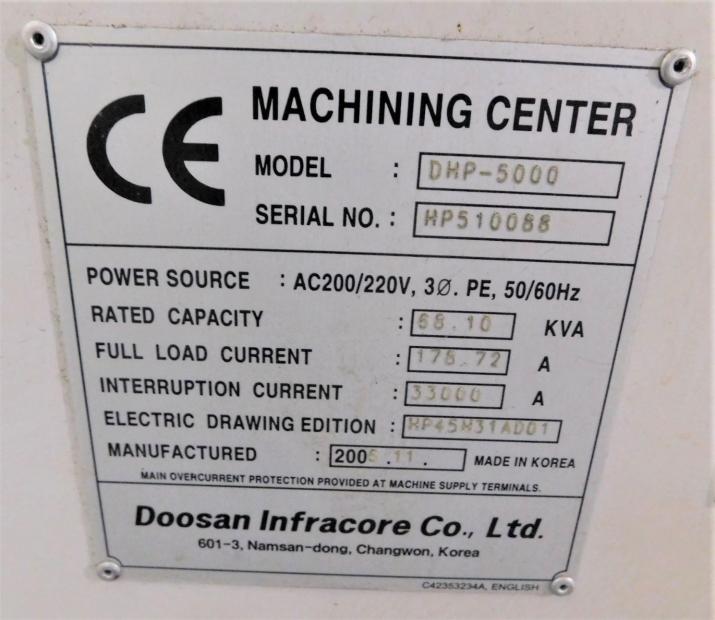 CE
MACHINING CENTER
MODEL : DHP-5000
SERIAL NO. : HP510088
POWER SOURCE : AC200/220V, 3Ø. PE, 50/60Hz
RATED CAPACITY : 68.10 KVA
FULL LOAD CURRENT : 178.72 A
INTERRUPTION CURRENT : 33000 A
ELECTRIC DRAWING EDITION :
MANUFACTURED : MADE IN KOREA
MAIN OVERCURRENT PROTECTION PROVIDED AT MACHINE SUPPLY TERMINALS.
Doosan Infracore Co., Ltd.
601-3, Namsan-dong, Changwon, Korea
C42353234A, ENGLISH